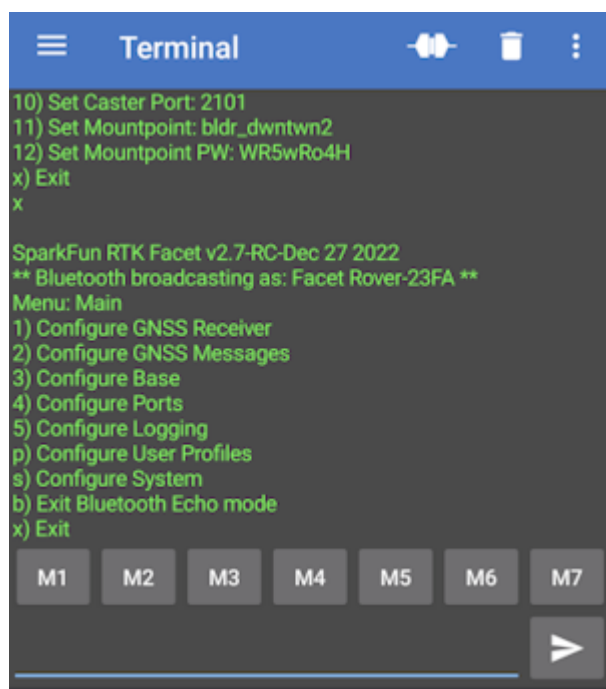 Terminal
10) Set Caster Port: 2101
11) Set Mountpoint: bldr_dwntwn2
12) Set Mountpoint PW: WR5wRo4H
x) Exit
x
SparkFun RTK Facet v2.7-RC-Dec 27 2022
** Bluetooth broadcasting as: Facet Rover-23FA **
Menu: Main
1) Configure GNSS Receiver
2) Configure GNSS Messages
3) Configure Base
4) Configure Ports
5) Configure Logging
p) Configure User Profiles
s) Configure System
b) Exit Bluetooth Echo mode
x) Exit
M1 M2 M3 M4 M5 M6 M7